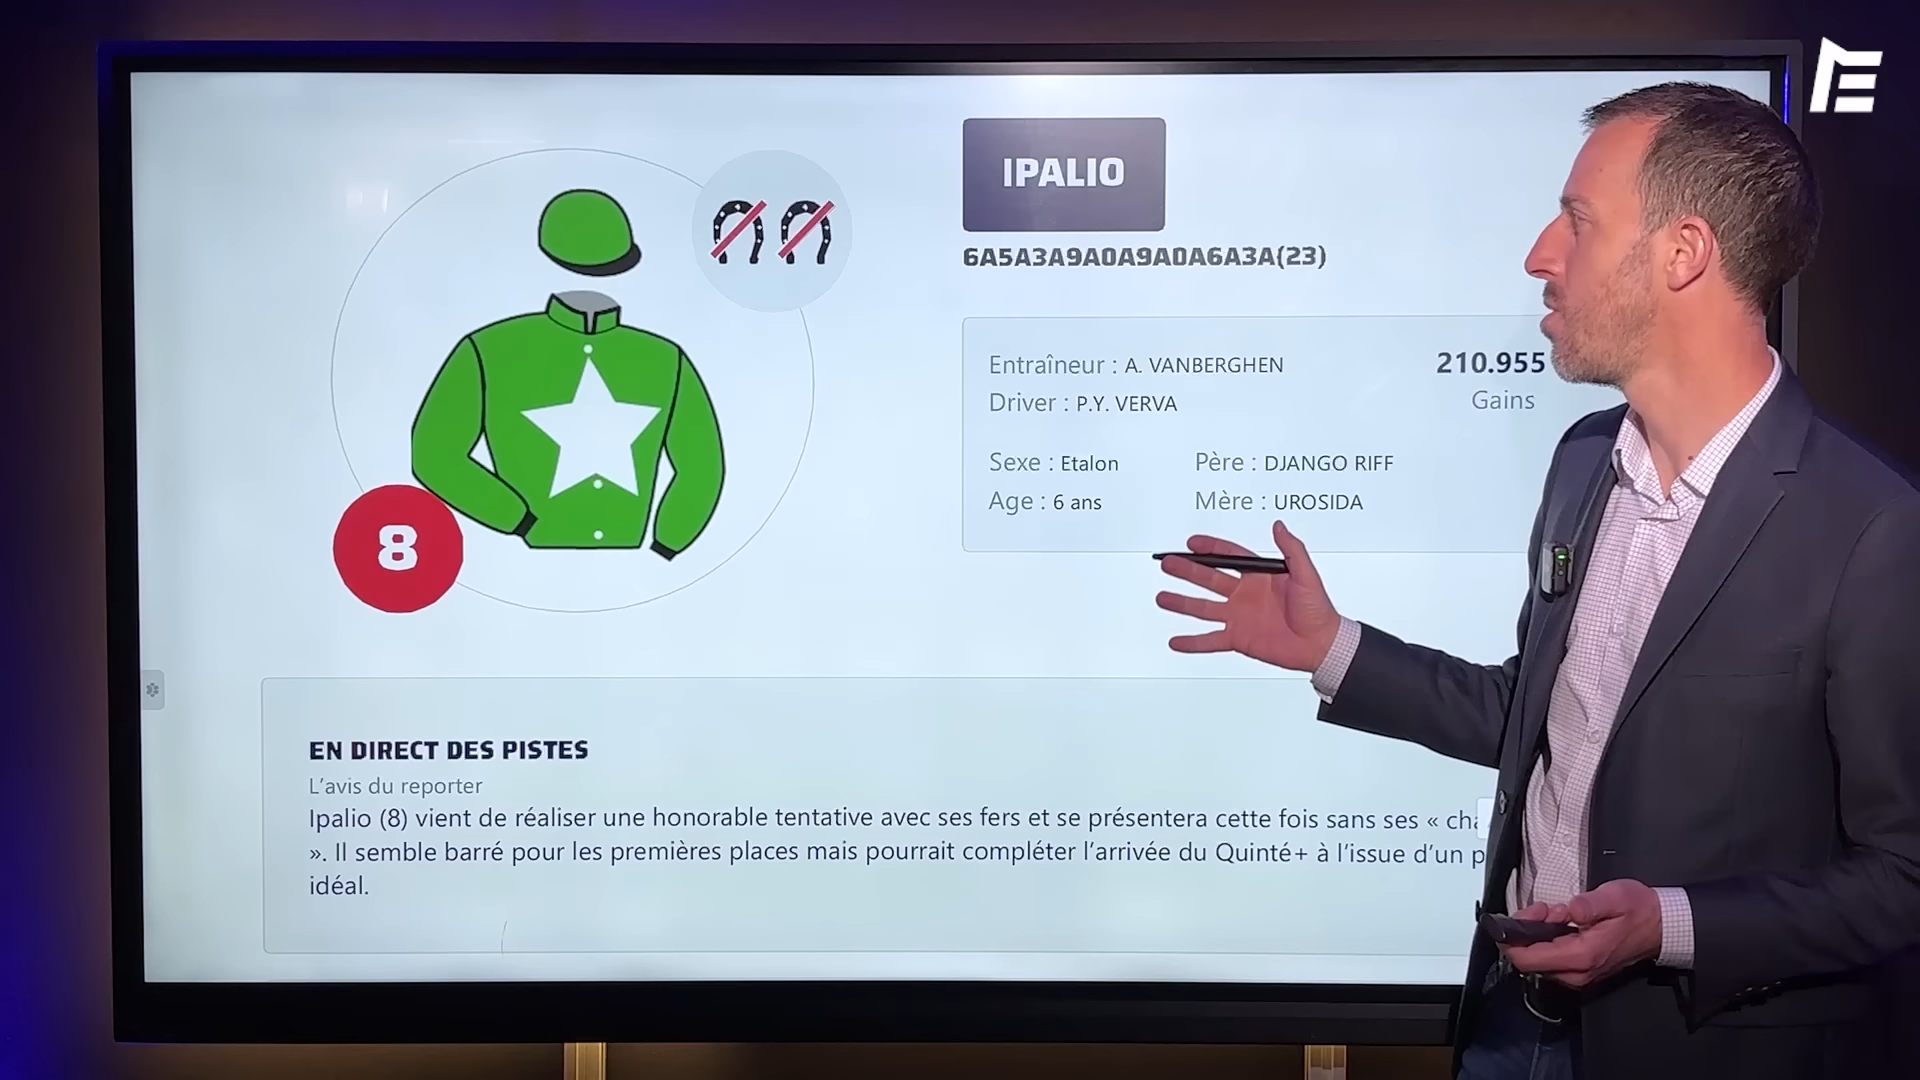 IPALIO
6A5A3A9A0A9ADA6A3A(23)
Entraîneur : A. VANBERGHEN
210.955
Driver : P.Y. VERVA
Gains
Sexe : Etalon
Père : DJANGO RIFF
Age : 6 ans
Mère : UROSIDA
8
EN DIRECT DES PISTES
L'avis du reporter
Ipalio (8) vient de réaliser une honorable tentative avec ses fers et se présentera cette fois sans ses «
». Il semble barré pour les premières places mais pourrait compléter l'arrivée du Quinté+ à l'issue d'un
idéal.